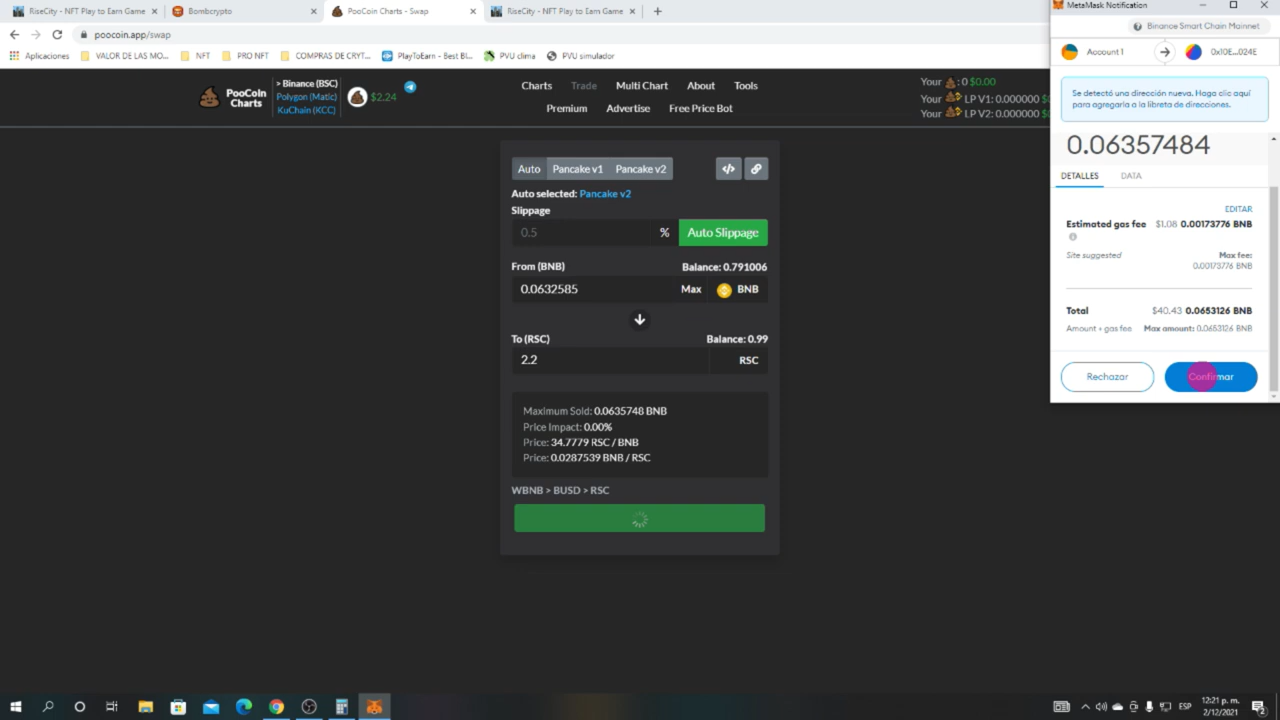 RiseCity - NFT Play to Earn Game
Bombcrypto
PooCoin Charts - Swap
RiseCity - NFT Play to Earn Game
poocoin.app/swap
Aplicaciones
VALOR DE LAS MO...
NFT
PRO NFT
COMPRAS DE CRYT...
PlayToEarn - Best Bl...
PVU clima
PVU simulador
PooCoin
Charts
> Binance (BSC)
Polygon (Matic)
KuChain (KCC)
$2.24
Charts
Trade
Multi Chart
About
Tools
Premium
Advertise
Free Price Bot
Your : 0 $0.00
Your LP V1: 0.000000
Your LP V2: 0.000000
Auto
Pancake v1
Pancake v2
Auto selected: Pancake v2
Slippage
0.5
%
Auto Slippage
From (BNB)
Balance: 0.791006
0.0632585
Max
BNB
To (RSC)
Balance: 0.99
2.2
RSC
Maximum Sold: 0.0635748 BNB
Price Impact: 0.00%
Price: 34.7779 RSC / BNB
Price: 0.0287539 BNB / RSC
WBNB > BUSD > RSC
MetaMask Notification
Binance Smart Chain Mainnet
Account 1
0x10E...024E
Se detectó una dirección nueva. Haga clic aquí
para agregarla a la libreta de direcciones.
0.06357484
DETALLES
DATA
EDITAR
Estimated gas fee
$1.08 0.00173776 BNB
Site suggested
Max fee:
0.00173776 BNB
Total
$40.43 0.0653126 BNB
Amount + gas fee
Max amount: 0.0653126 BNB
Rechazar
Confirmar
ESP
12:21 p. m.
2/12/2021
2